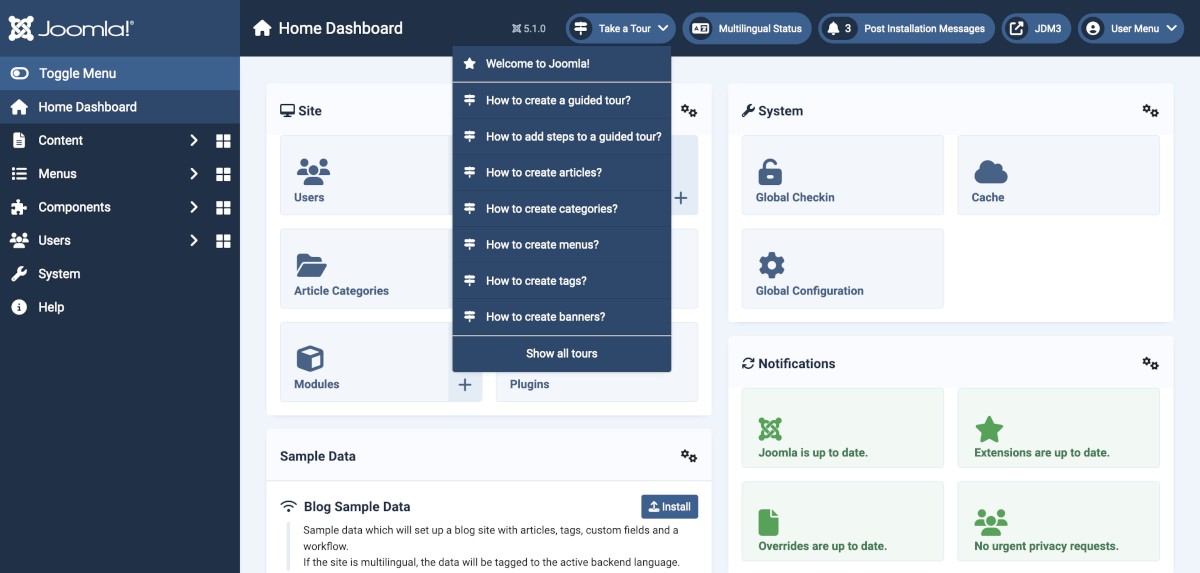 Joomla!®
Home Dashboard
5.1.0
Take a Tour
Multilingual Status
3
Post Installation Messages
JDM3
User Menu
Toggle Menu
Home Dashboard
Content
Menus
Components
Users
System
Help
Welcome to Joomla!
How to create a guided tour?
How to add steps to a guided tour?
How to create articles?
How to create categories?
How to create menus?
How to create tags?
How to create banners?
Show all tours
Site
Users
Article Categories
Modules
Plugins
Sample Data
Blog Sample Data
Install
Sample data which will set up a blog site with articles, tags, custom fields and a
workflow.
If the site is multilingual, the data will be tagged to the active backend language.
System
Global Checkin
Cache
Global Configuration
Notifications
Joomla is up to date.
Extensions are up to date.
Overrides are up to date.
No urgent privacy requests.